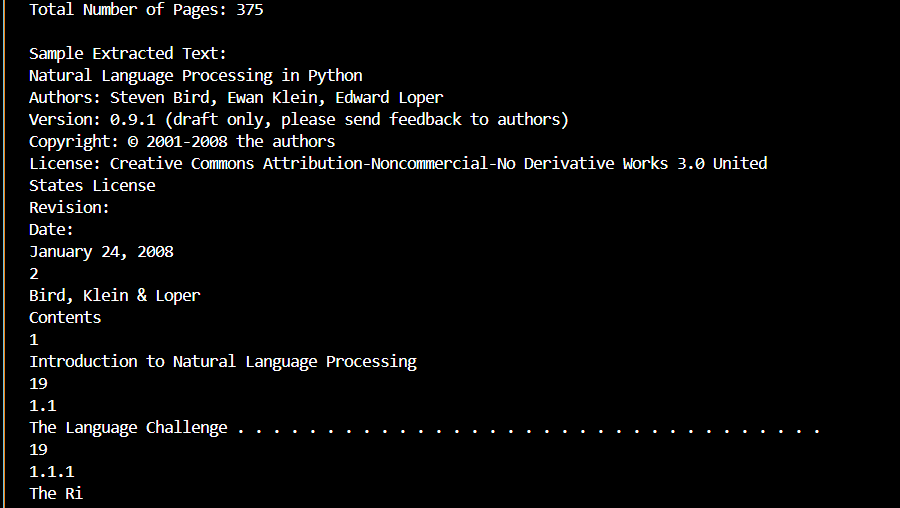 Total Number of Pages: 375
Sample Extracted Text:
Natural Language Processing in Python
Authors: Steven Bird, Ewan Klein, Edward Loper
Version: 0.9.1 (draft only, please send feedback to authors)
Copyright: © 2001-2008 the authors
License: Creative Commons Attribution-Noncommercial-No Derivative Works 3.0 United
States License
Revision:
Date:
January 24, 2008
2
Bird, Klein & Loper
Contents
1
Introduction to Natural Language Processing
19
1.1
The Language Challenge . . . . . . . . . . . . . . . . . . . . . . . . . . . . . . . . .
19
1.1.1
The Ri